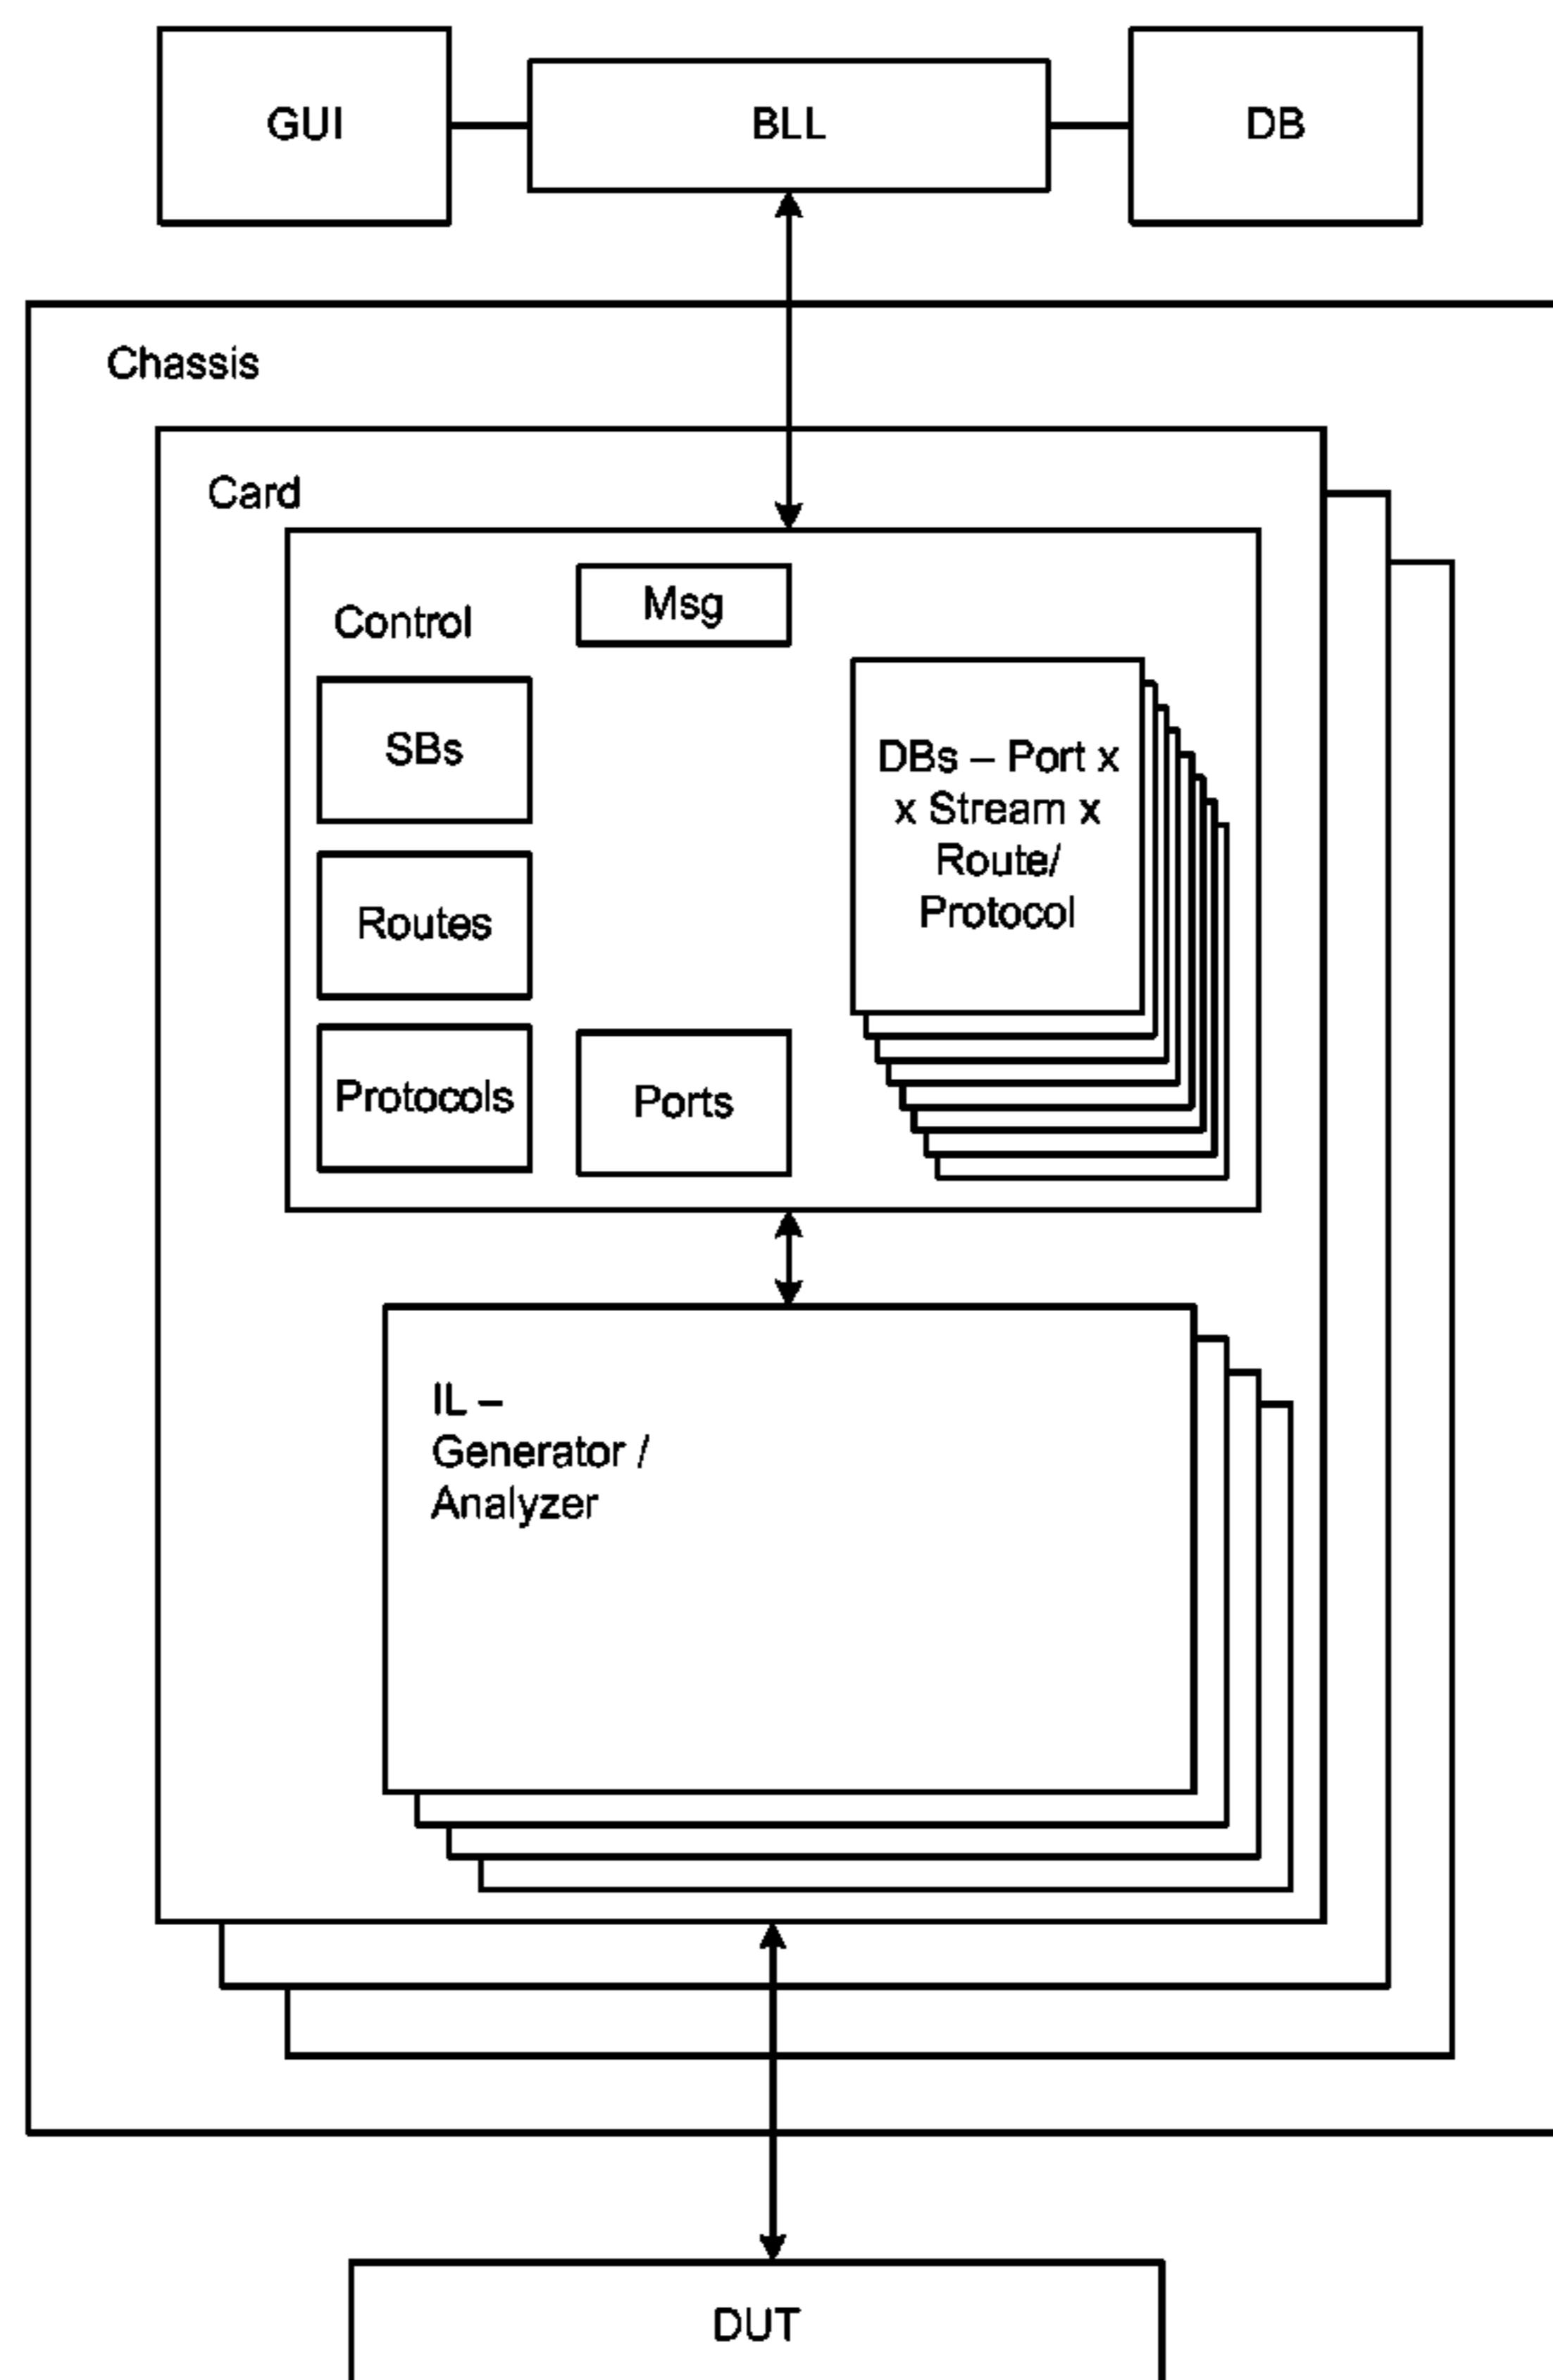 GUI
BLL
DB
Chassis
Card
Control
Msg
SBs
DBs – Port x
x Stream x
Route/
Protocol
Routes
Protocols
Ports
IL –
Generator /
Analyzer
DUT